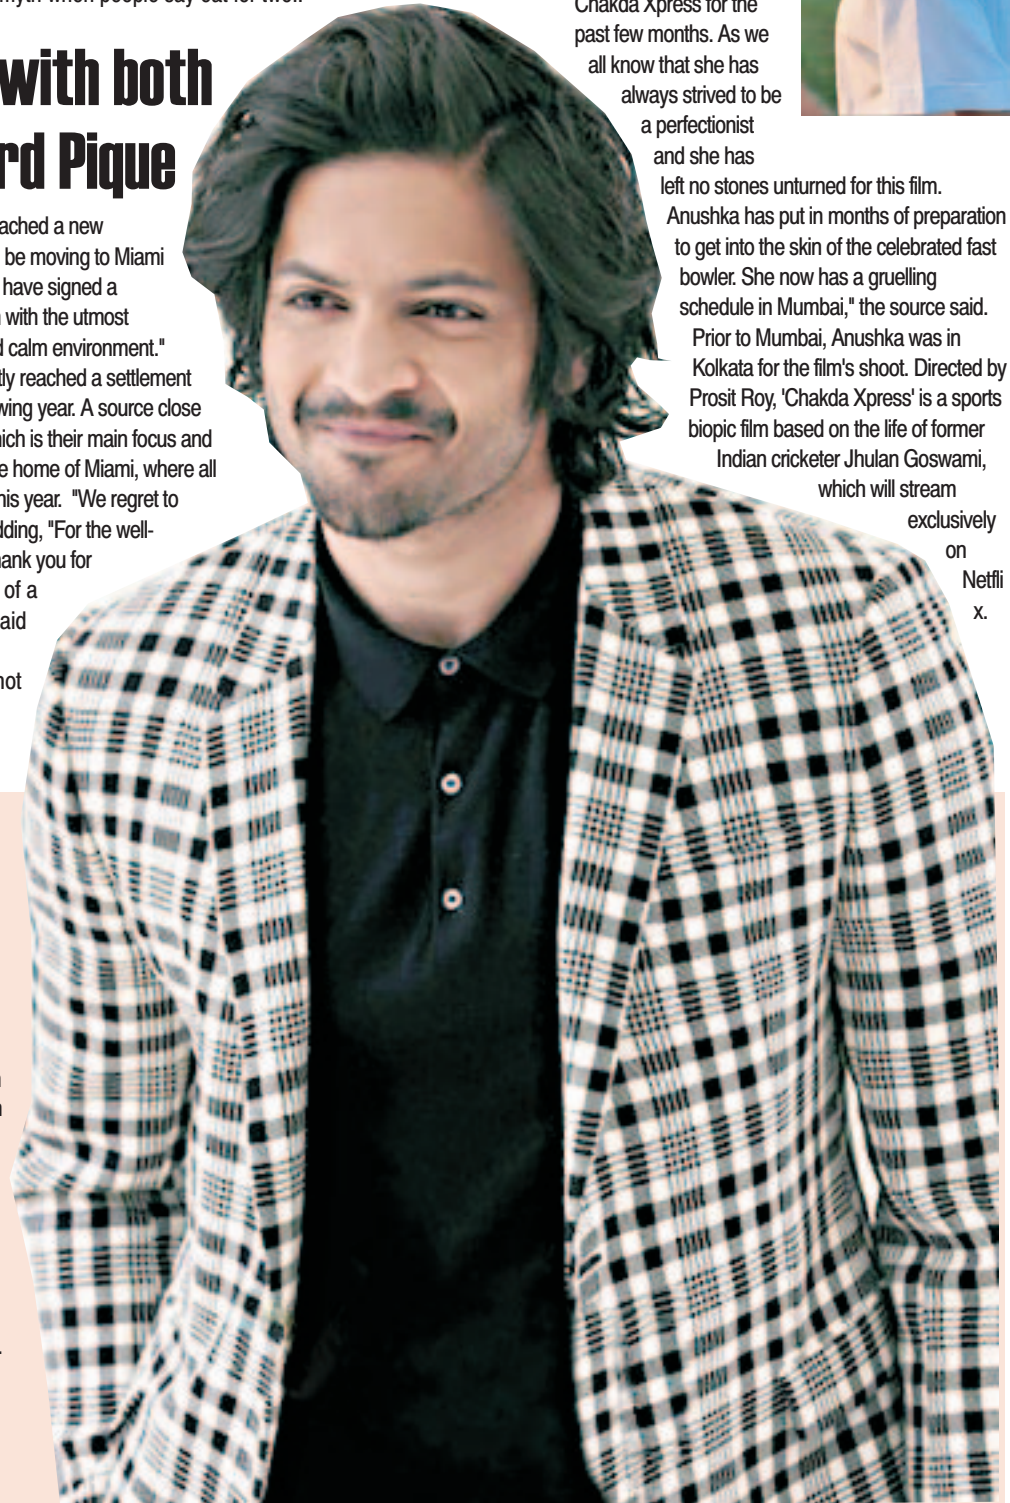 myth when people say eat for two.
with both
rd Pique
ached a new
be moving to Miami
have signed a
with the utmost
d calm environment."
tly reached a settlement
wing year. A source close
hich is their main focus and
e home of Miami, where all
his year. "We regret to
dding, "For the well-
hank you for
of a
aid
not
Chakda Xpress for the
past few months. As we
all know that she has
always strived to be
a perfectionist
and she has
left no stones unturned for this film.
Anushka has put in months of preparation
to get into the skin of the celebrated fast
bowler. She now has a gruelling
schedule in Mumbai," the source said.
Prior to Mumbai, Anushka was in
Kolkata for the film's shoot. Directed by
Prosit Roy, 'Chakda Xpress' is a sports
biopic film based on the life of former
Indian cricketer Jhulan Goswami,
which will stream
exclusively
on
Netfli
x.